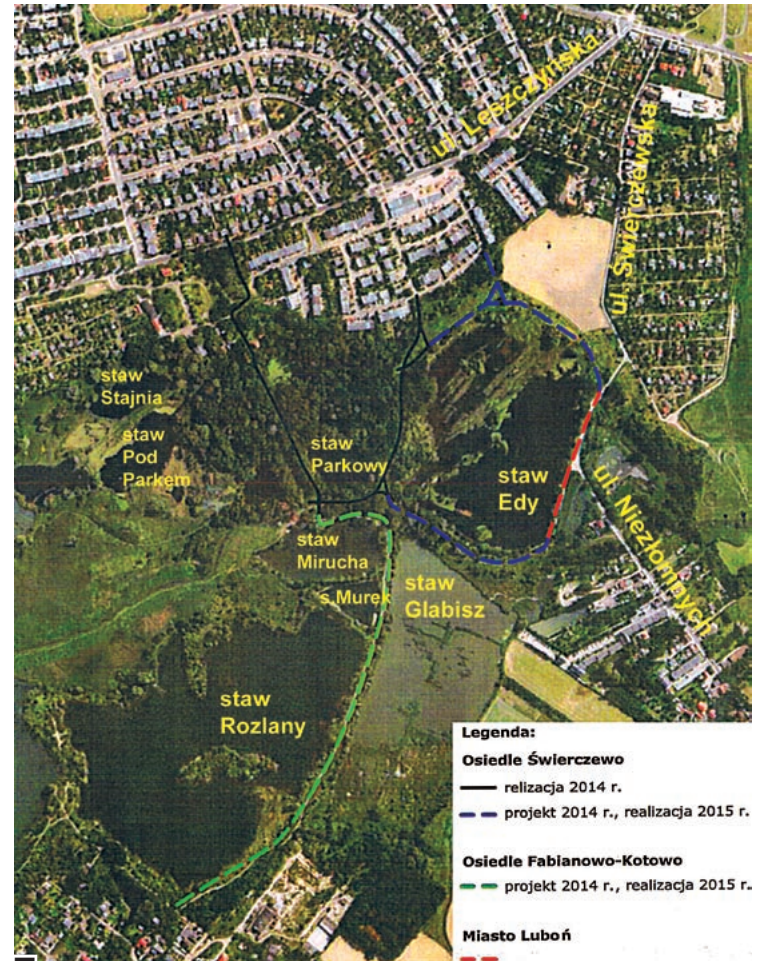 ul. Leszczyńska
ul. Świerczewska
staw
Stajnia
staw
Pod
Parkem
staw
Parkowy
staw
Edy
ul. Niezłomnych
staw
Mirucha
s.Murek
staw
Glabisz
staw
Rozlany
Legenda:
Osiedle Świerczewo
relizacja 2014 r.
projekt 2014 r., realizacja 2015 r.
Osiedle Fabianowo-Kotowo
projekt 2014 r., realizacja 2015 r.
Miasto Luboń